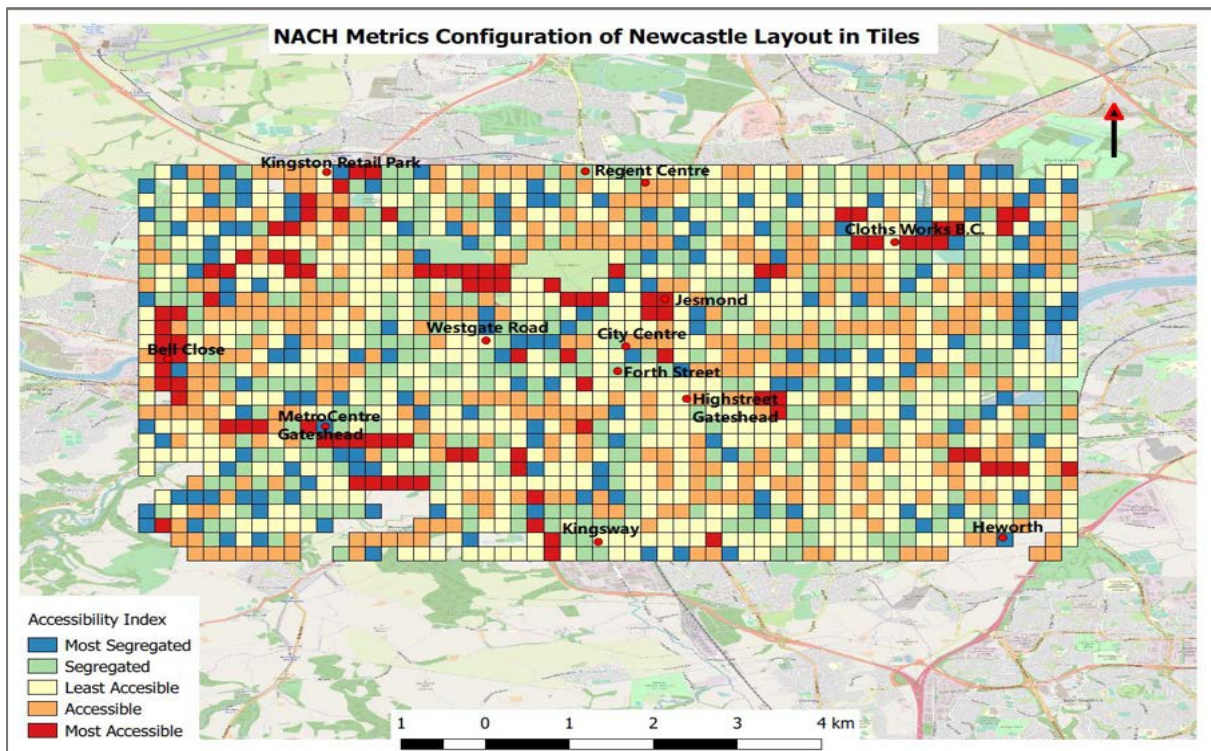 NACH Metrics Configuration of Newcastle Layout in Tiles
Kingston Retail Park
Regent Centre
Cloths Works B.C.
Jesmond
Westgate Road
City Centre
Bell Close
Forth Street
Highstreet
Gateshead
MetroCentre
Gateshead
Kingsway
Heworth
Accessibility Index
Most Segregated
Segregated
Least Accesible
Accessible
Most Accessible
1 0 1 2 3 4 km